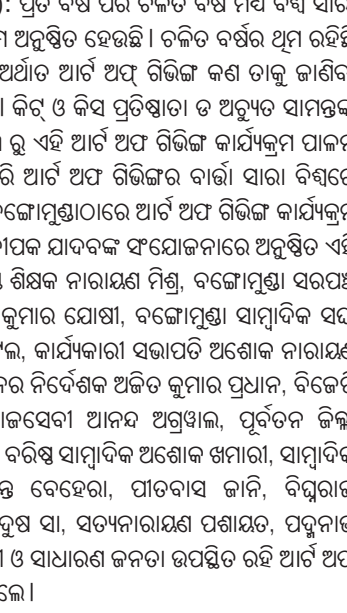 ): ପ୍ରତି ବର୍ଷ ପରି ଚଳିତ ବର୍ଷ ମଧ୍ୟ ବିଶ୍ୱ ସାରା
ଅନୁଷ୍ଠିତ ହେଉଛି । ଚଳିତ ବର୍ଷର ଥିମ ରହିଛି
ଅର୍ଥାତ ଆର୍ଟ ଅଫ୍ ଗିଭିଙ୍ଗ କଣ ତାକୁ ଜାଣିବା
। କିଟ୍ ଓ କିସ ପ୍ରତିଷ୍ଠାତା ଡ ଅଚ୍ୟୁତ ସାମନ୍ତଙ୍କ
ରୁ ଏହି ଆର୍ଟ ଅଫ ଗିଭିଙ୍ଗ କାର୍ଯ୍ୟକ୍ରମ ପାଳନ
ରି ଆର୍ଟ ଅଫ ଗିଭିଙ୍ଗର ବାର୍ତ୍ତା ସାରା ବିଶ୍ୱରେ
ବଙ୍ଗୋମୁଣ୍ଡାଠାରେ ଆର୍ଟ ଅଫ ଗିଭିଙ୍ଗ କାର୍ଯ୍ୟକ୍ରମ
ୀପକ ଯାଦବଙ୍କ ସଂଯୋଜନାରେ ଅନୁଷ୍ଠିତ ଏହି
ଶିକ୍ଷକ ନାରାୟଣ ମିଶ୍ର, ବଙ୍ଗୋମୁଣ୍ଡା ସରପଞ୍ଚ
କୁମାର ଯୋଷୀ, ବଙ୍ଗୋମୁଣ୍ଡା ସାମ୍ବାଦିକ ସଘ
ଲ, କାର୍ଯ୍ୟକାରୀ ସଭାପତି ଅଶୋକ ନାରାୟଣ
ନର ନିର୍ଦେଶକ ଅଜିତ କୁମାର ପ୍ରଧାନ, ବିଜେଡି
ାଜସେବୀ ଆନନ୍ଦ ଅଗ୍ରୱାଲ, ପୂର୍ବତନ ଜିଲ୍ଲା
ବରିଷ୍ଠ ସାମ୍ବାଦିକ ଅଶୋକ ଖମାରୀ, ସାମ୍ବାଦିକ
ନ୍ତ ବେହେରା, ପୀତବାସ ଜାନି, ବିଘ୍ନରାଜ
ଦୁଷ ସା, ସତ୍ୟନାରାୟଣ ପଶାୟତ, ପଦ୍ମନାଭ
ୀ ଓ ସାଧାରଣ ଜନତା ଉପସ୍ଥିତ ରହି ଆର୍ଟ ଅଫ
ଲେ ।